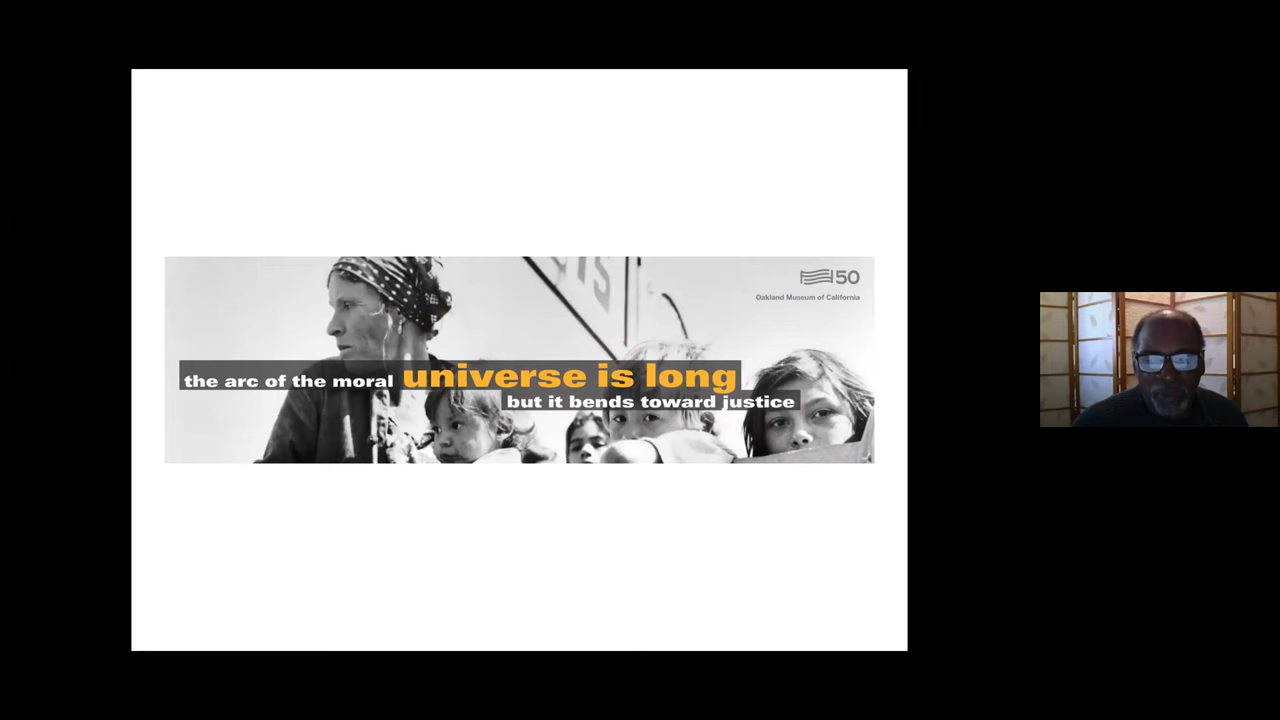 50
Oakland Museum of California
the arc of the moral universe is long
but it bends toward justice